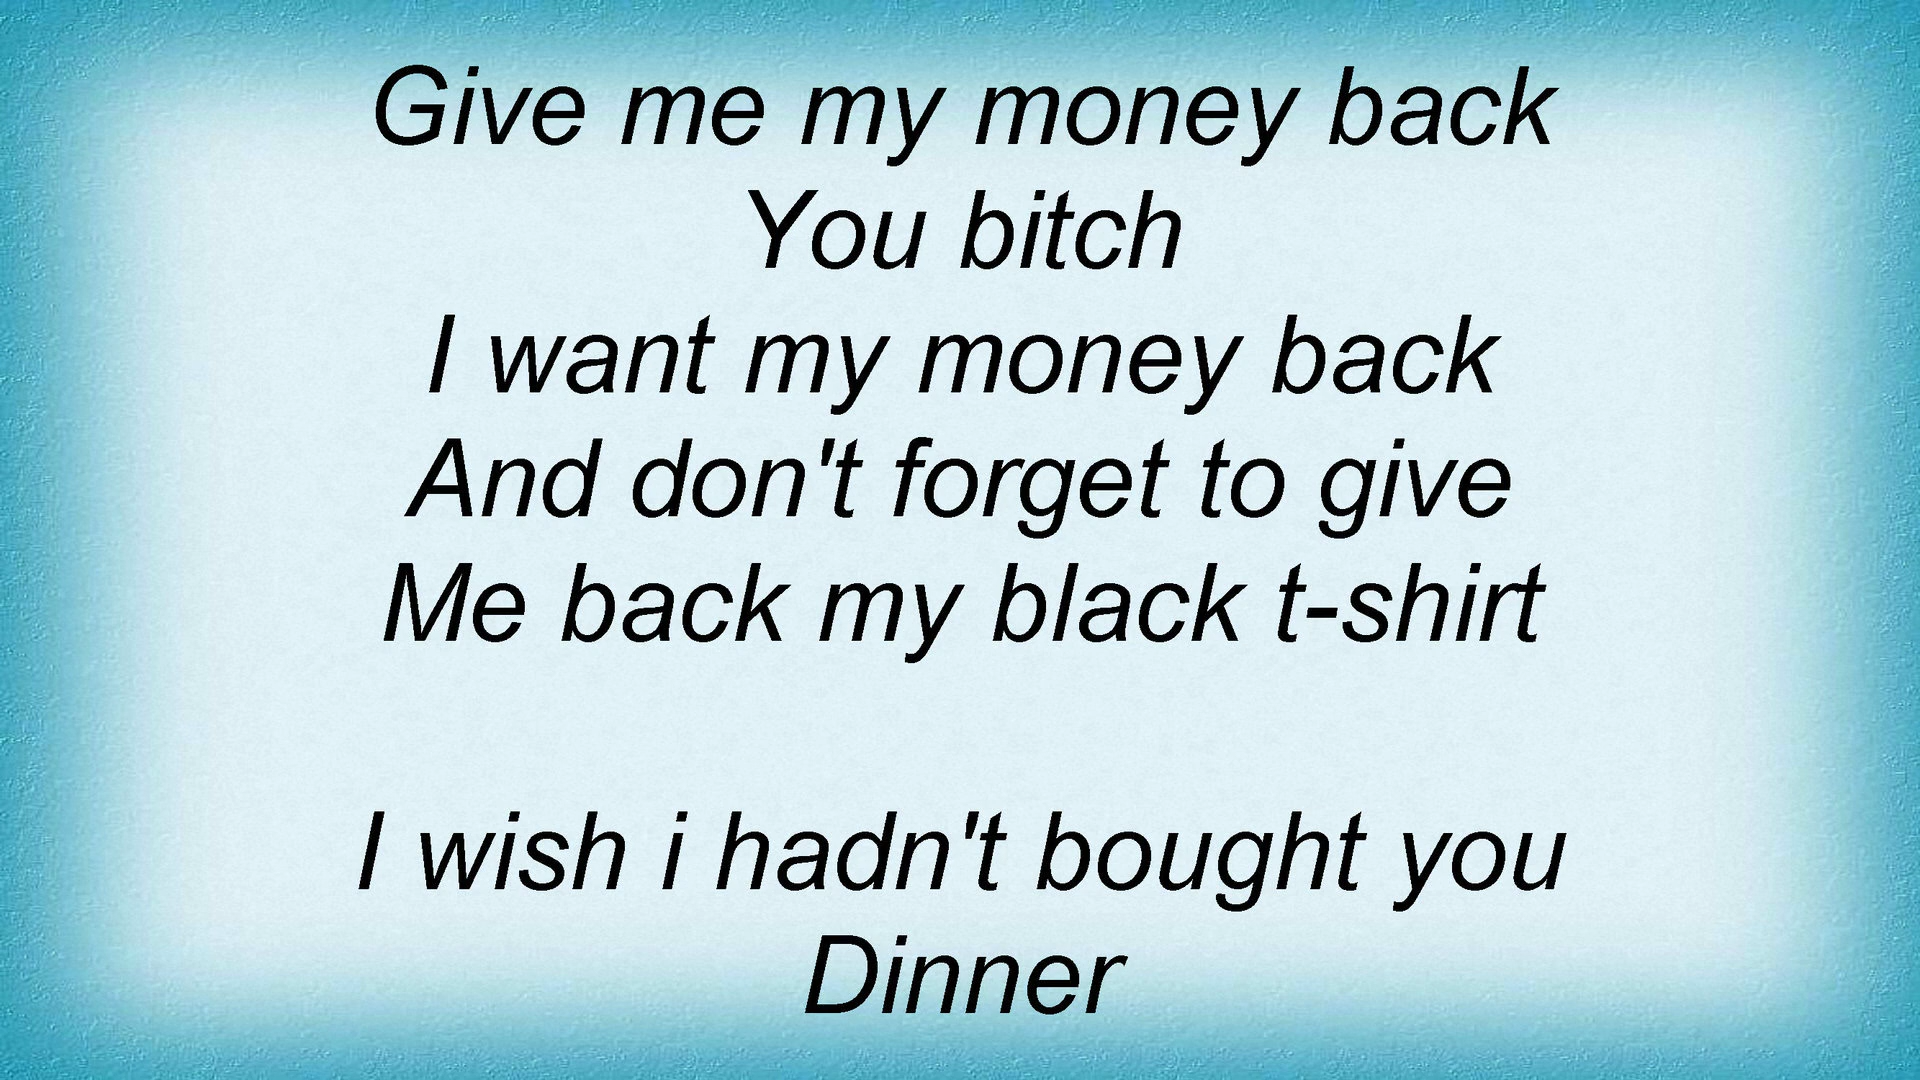 Give me my money back
You bitch
I want my money back
And don't forget to give
Me back my black t-shirt
I wish i hadn't bought you
Dinner